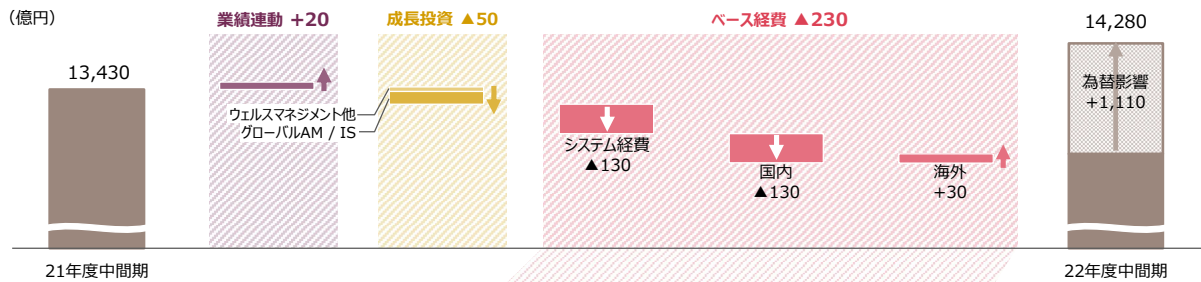 （億円）
業績連動 +20
成長投資 ▲50
ベース経費 ▲230
14,280
13,430
為替影響
+1,110
ウェルスマネジメント他
グローバルAM / IS
システム経費
▲130
国内
▲130
海外
+30
21年度中間期
22年度中間期